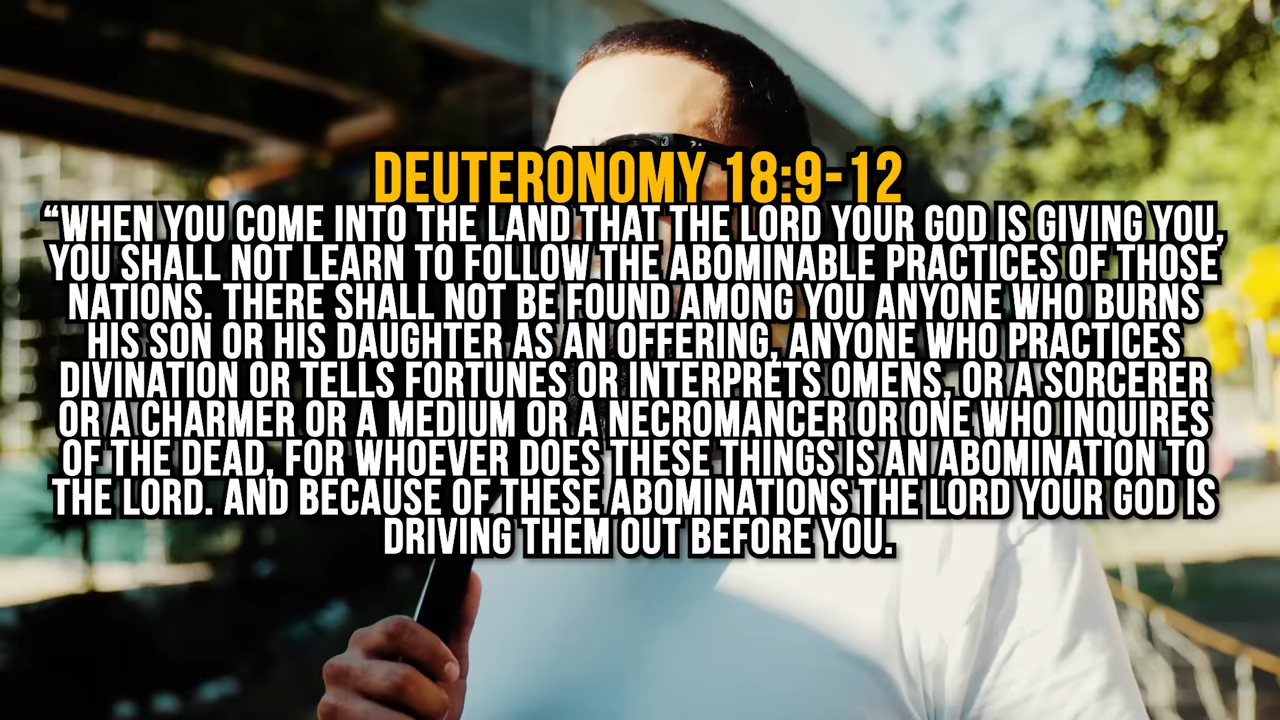 DEUTERONOMY 18:9-12
“WHEN YOU COME INTO THE LAND THAT THE LORD YOUR GOD IS GIVING YOU,
YOU SHALL NOT LEARN TO FOLLOW THE ABOMINABLE PRACTICES OF THOSE
NATIONS. THERE SHALL NOT BE FOUND AMONG YOU ANYONE WHO BURNS
HIS SON OR HIS DAUGHTER AS AN OFFERING, ANYONE WHO PRACTICES
DIVINATION OR TELLS FORTUNES OR INTERPRETS OMENS, OR A SORCERER
OR A CHARMER OR A MEDIUM OR A NECROMANCER OR ONE WHO INQUIRES
OF THE DEAD, FOR WHOEVER DOES THESE THINGS IS AN ABOMINATION TO
THE LORD. AND BECAUSE OF THESE ABOMINATIONS THE LORD YOUR GOD IS
DRIVING THEM OUT BEFORE YOU.